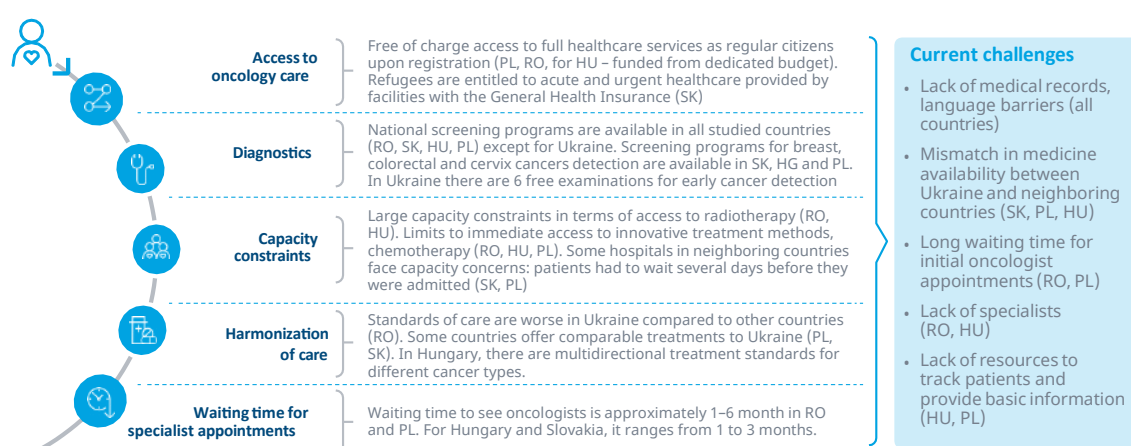 Access to
oncology care
Free of charge access to full healthcare services as regular citizens
upon registration (PL, RO, for HU – funded from dedicated budget).
Refugees are entitled to acute and urgent healthcare provided by
facilities with the General Health Insurance (SK)
Diagnostics
National screening programs are available in all studied countries
(RO, SK, HU, PL) except for Ukraine. Screening programs for breast,
colorectal and cervix cancers detection are available in SK, HG and PL.
In Ukraine there are 6 free examinations for early cancer detection
Capacity
constraints
Large capacity constraints in terms of access to radiotherapy (RO,
HU). Limits to immediate access to innovative treatment methods,
chemotherapy (RO, HU, PL). Some hospitals in neighboring countries
face capacity concerns: patients had to wait several days before they
were admitted (SK, PL)
Harmonization
of care
Standards of care are worse in Ukraine compared to other countries
(RO). Some countries offer comparable treatments to Ukraine (PL,
SK). In Hungary, there are multidirectional treatment standards for
different cancer types.
Waiting time for
specialist appointments
Waiting time to see oncologists is approximately 1–6 month in RO
and PL. For Hungary and Slovakia, it ranges from 1 to 3 months.
Current challenges
• Lack of medical records,
language barriers (all
countries)
• Mismatch in medicine
availability between
Ukraine and neighboring
countries (SK, PL, HU)
• Long waiting time for
initial oncologist
appointments (RO, PL)
• Lack of specialists
(RO, HU)
• Lack of resources to
track patients and
provide basic information
(HU, PL)